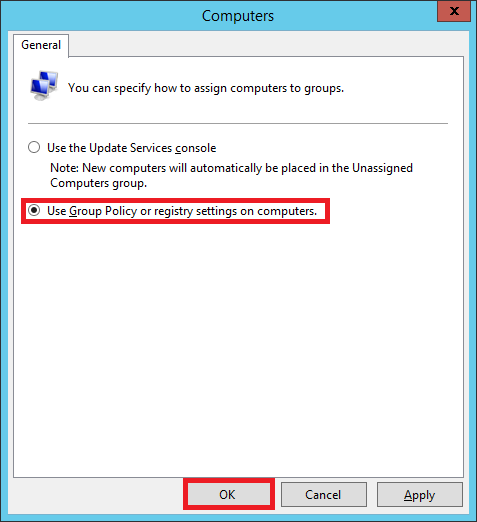 Computers
x
General
You can specify how to assign computers to groups.
Use the Update Services console
Note: New computers will automatically be placed in the Unassigned
Computers group.
Use Group Policy or registry settings on computers.
OK Cancel Apply